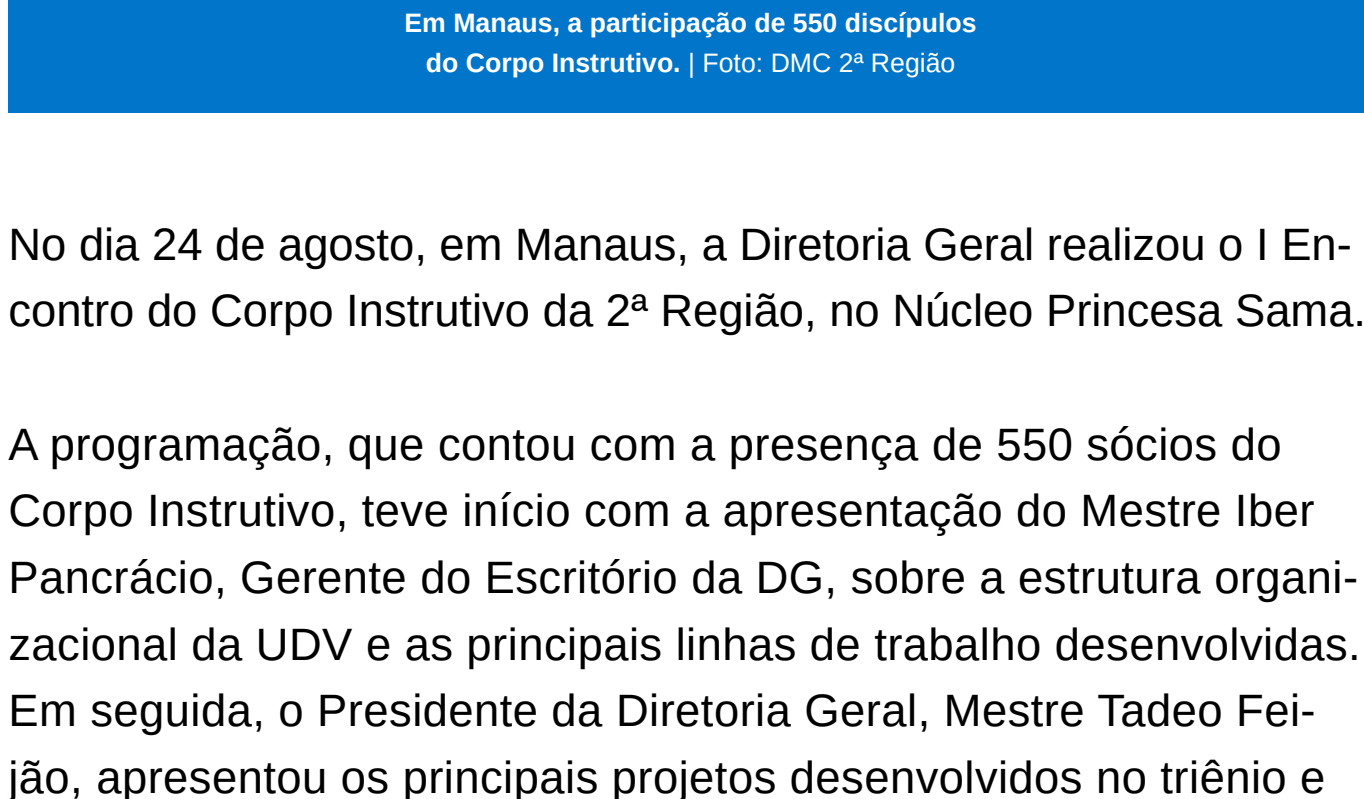 Em Manaus, a participação de 550 discípulos
do Corpo Instrutivo. | Foto: DMC 2ª Região
No dia 24 de agosto, em Manaus, a Diretoria Geral realizou o I En-
contro do Corpo Instrutivo da 2ª Região, no Núcleo Princesa Sama.
A programação, que contou com a presença de 550 sócios do
Corpo Instrutivo, teve início com a apresentação do Mestre Iber
Pancrácio, Gerente do Escritório da DG, sobre a estrutura organi-
zacional da UDV e as principais linhas de trabalho desenvolvidas.
Em seguida, o Presidente da Diretoria Geral, Mestre Tadeo Fei-
jão, apresentou os principais projetos desenvolvidos no triênio e